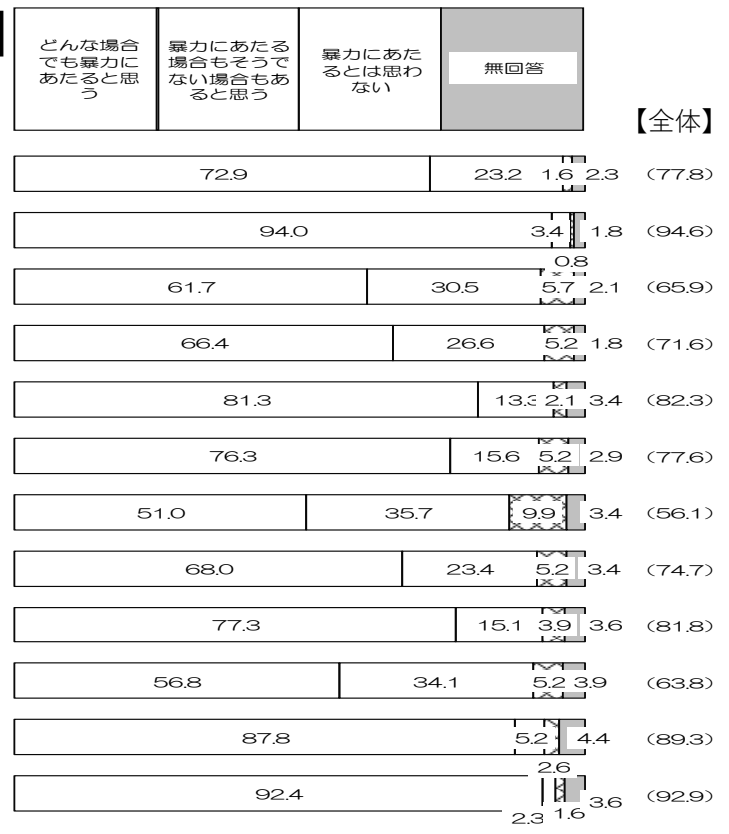 どんな場合
でも暴力に
あたると思
う
暴力にあたる
場合もそうで
ない場合もあ
ると思う
暴力にあた
るとは思わ
ない
無回答
【全体】
72.9 23.2 1.6 2.3 (77.8)
94.0 3.4 1.8 (94.6)
0.8
61.7 30.5 5.7 2.1 (65.9)
66.4 26.6 5.2 1.8 (71.6)
81.3 13.3 2.1 3.4 (82.3)
76.3 15.6 5.2 2.9 (77.6)
51.0 35.7 9.9 3.4 (56.1)
68.0 23.4 5.2 3.4 (74.7)
77.3 15.1 3.9 3.6 (81.8)
56.8 34.1 5.2 3.9 (63.8)
87.8 5.2 4.4 (89.3)
2.6
92.4 3.6 (92.9)
2.3 1.6